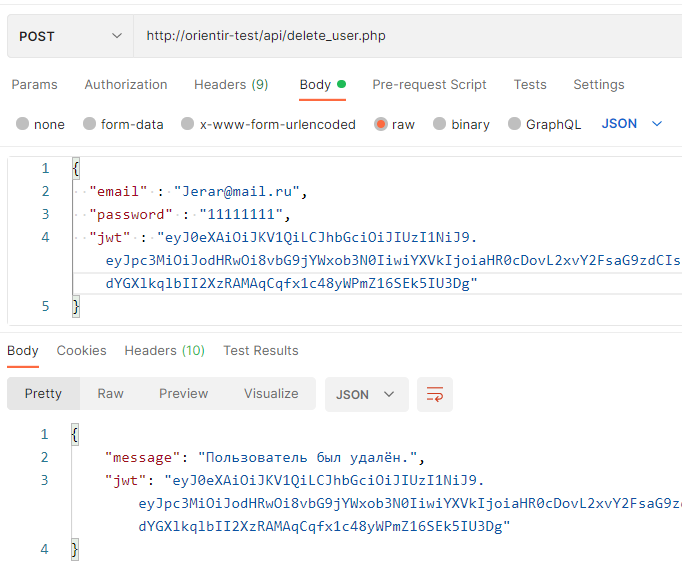 POST http://orientir-test/api/delete_user.php
Params Authorization Headers (9) Body Pre-request Script Tests Settings
none form-data x-www-form-urlencoded raw binary GraphQL JSON
1 {
2 "email" : "Jerar@mail.ru",
3 "password" : "11111111",
4 "jwt" : "eyJ0eXAiOiJKV1QiLCJhbGciOiJIUzI1NiJ9.
eyJpc3MiOiJodHRwOi8vbG9jYWxob3N0IiwiYXVkIjoiaHR0cDovL2xvY2FsaG9zdCIs
dYGXlkqlbII2XzRAMAqCqfx1c48yWPmZ16SEk5IU3Dg"
5 }
Body Cookies Headers (10) Test Results
Pretty Raw Preview Visualize JSON
1 {
2 "message": "Пользователь был удалён.",
3 "jwt": "eyJ0eXAiOiJKV1QiLCJhbGciOiJIUzI1NiJ9.
eyJpc3MiOiJodHRwOi8vbG9jYWxob3N0IiwiYXVkIjoiaHR0cDovL2xvY2FsaG9zd
dYGXlkqlbII2XzRAMAqCqfx1c48yWPmZ16SEk5IU3Dg"
4 }